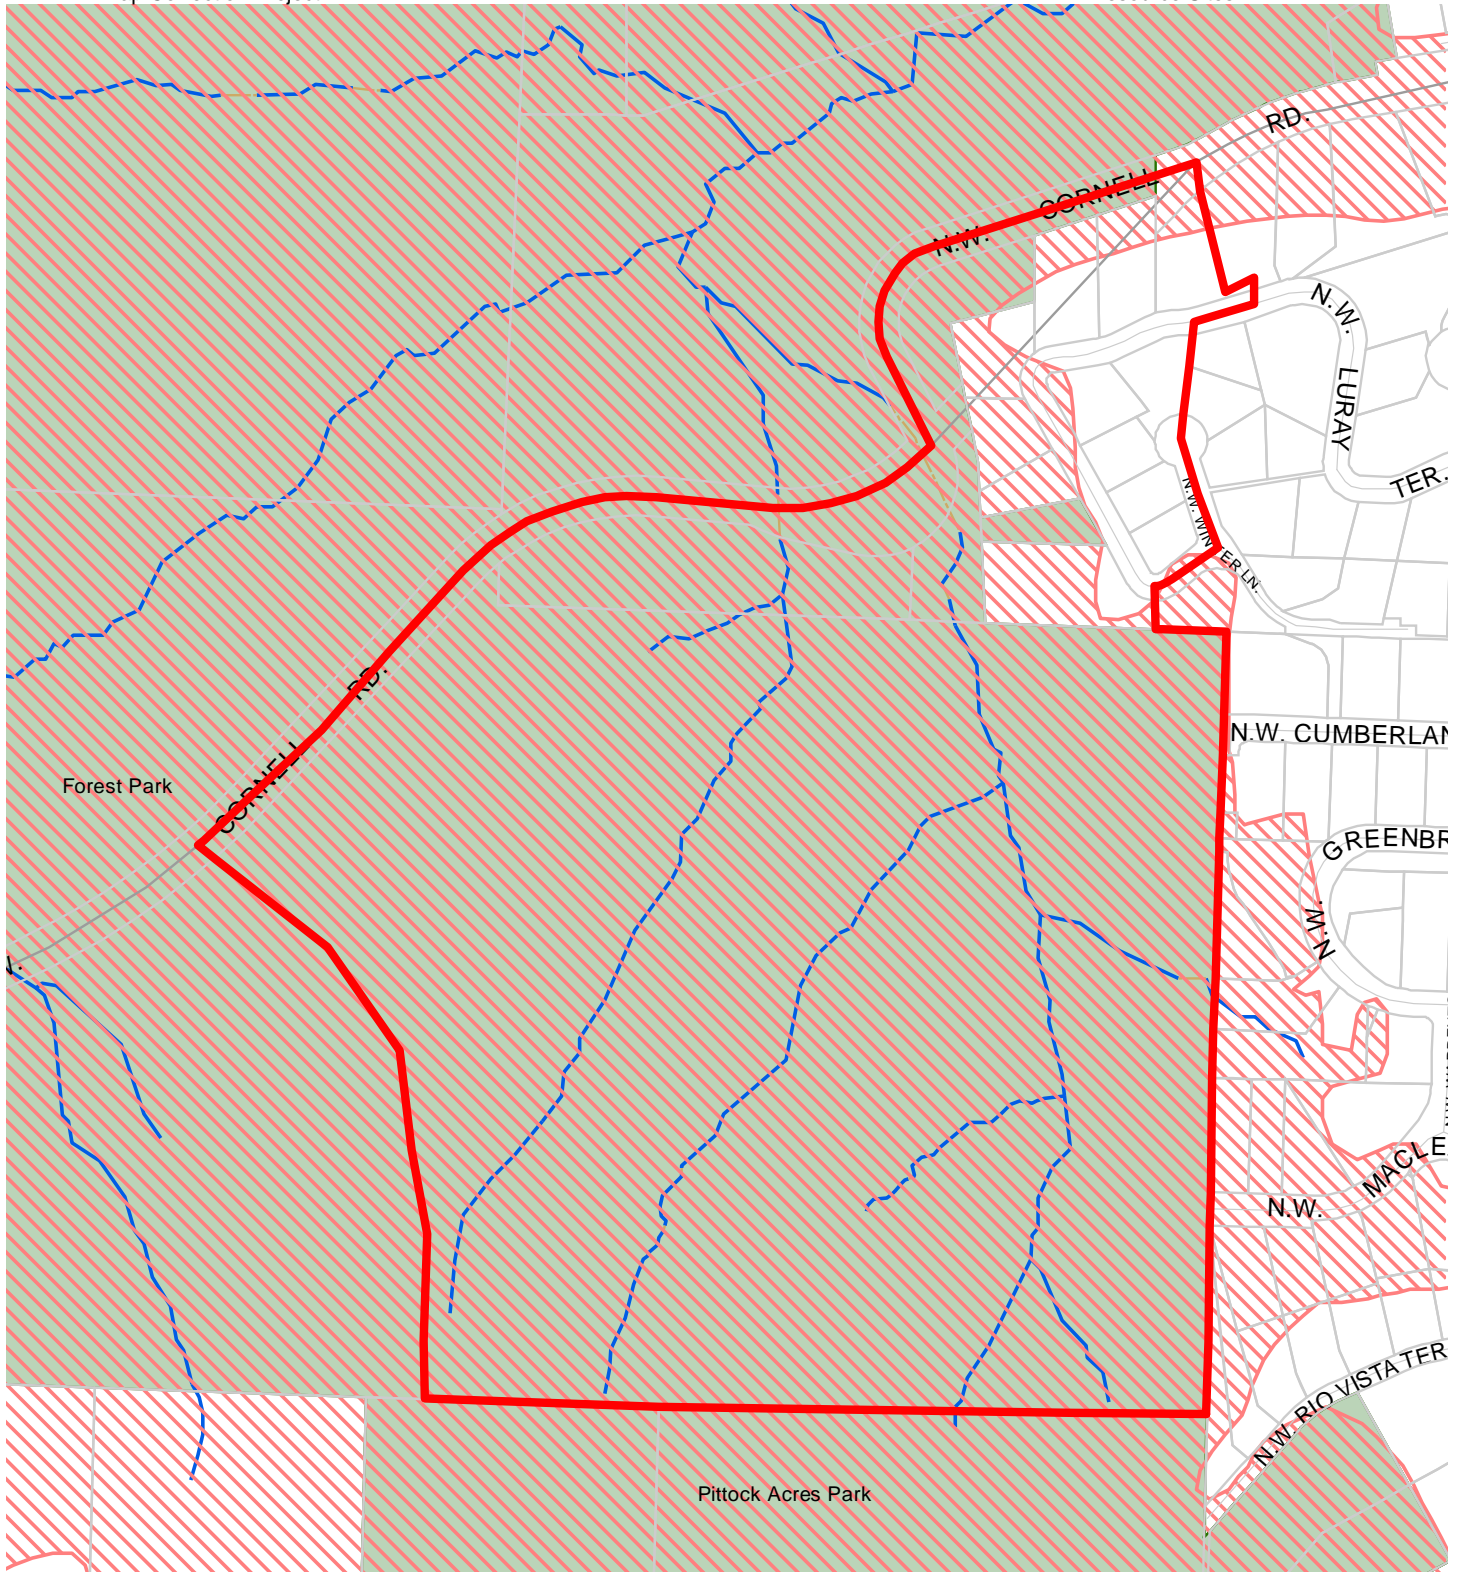 RD.
N.W. CORNELL
N.W.
LURAY
TER.
N.W. WINTER LN.
CORNELL RD.
N.W. CUMBERLAN
Forest Park
GREENBR
N.W.
MACLE
N.W.
N.W. RIO VISTA TER
Pittock Acres Park